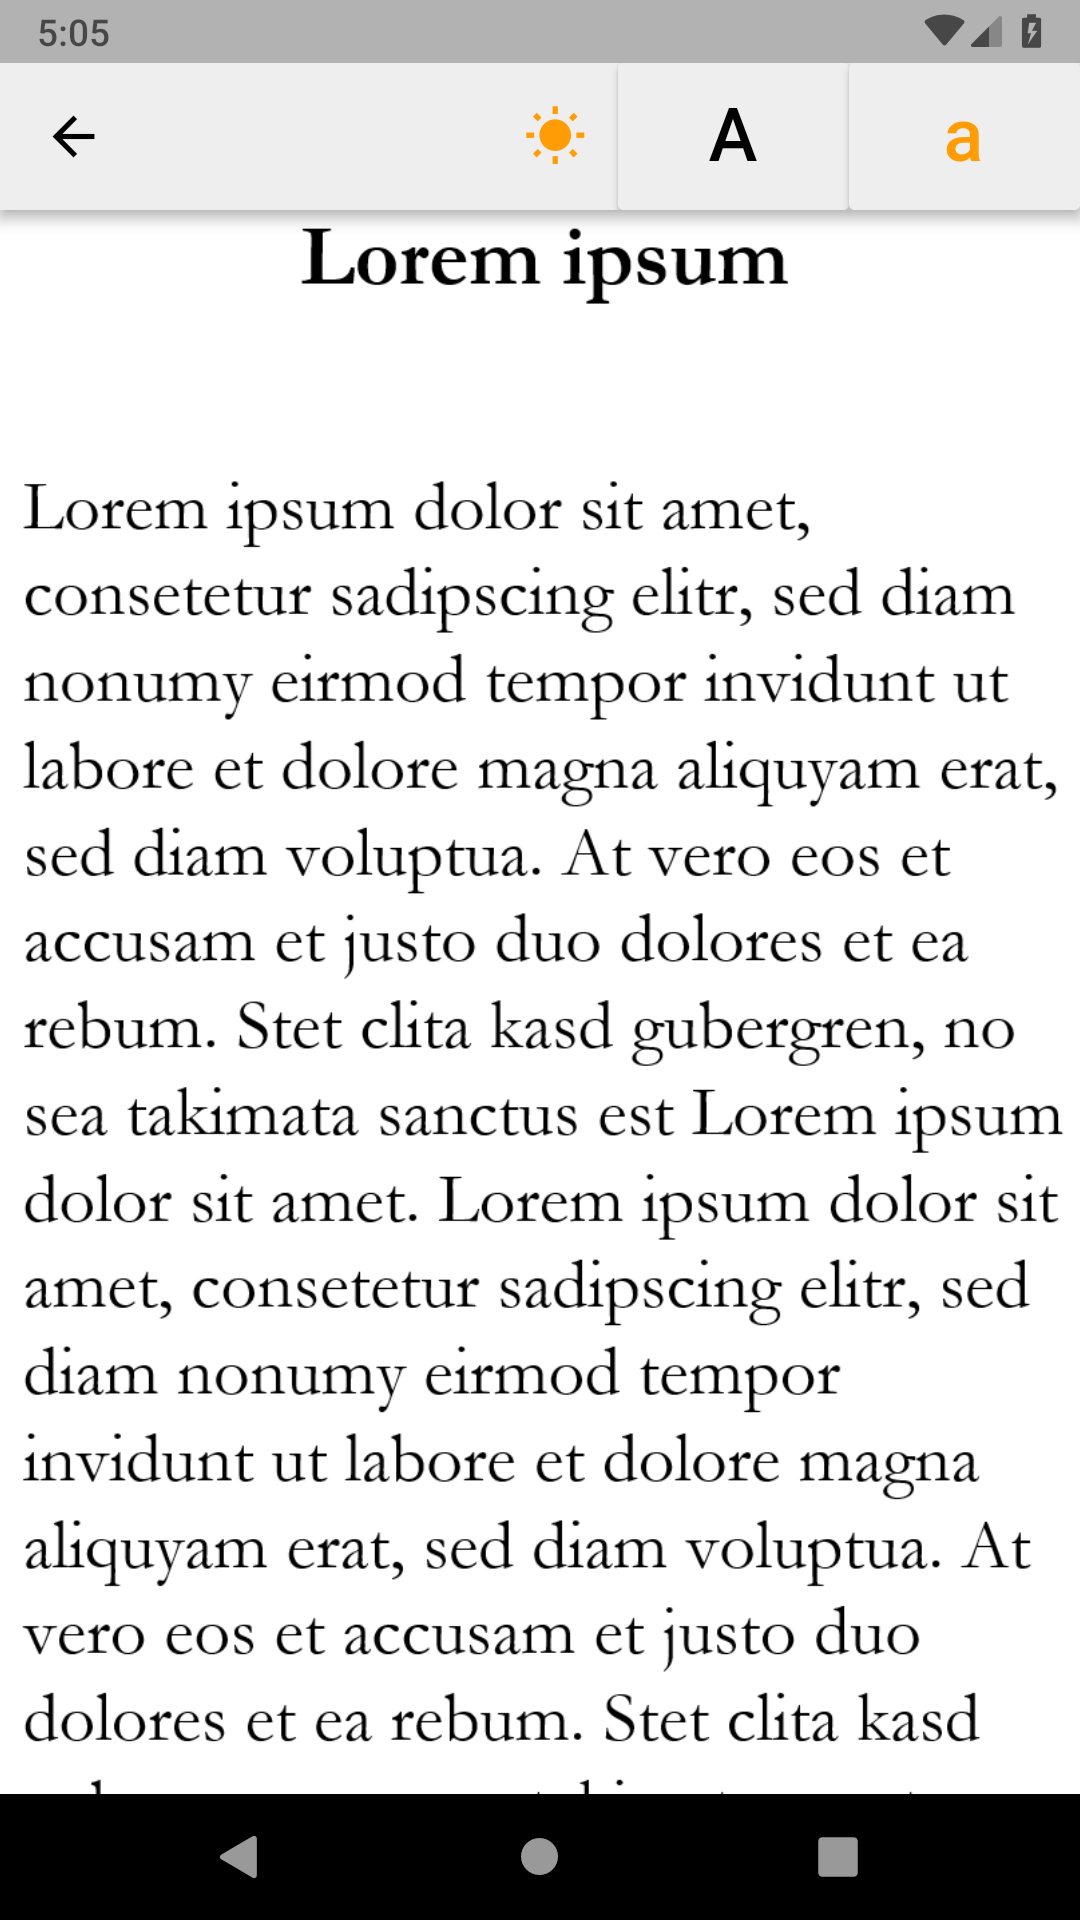 5:05
A a
Lorem ipsum
Lorem ipsum dolor sit amet,
consetetur sadipscing elitr, sed diam
nonumy eirmod tempor invidunt ut
labore et dolore magna aliquyam erat,
sed diam voluptua. At vero eos et
accusam et justo duo dolores et ea
rebum. Stet clita kasd gubergren, no
sea takimata sanctus est Lorem ipsum
dolor sit amet. Lorem ipsum dolor sit
amet, consetetur sadipscing elitr, sed
diam nonumy eirmod tempor
invidunt ut labore et dolore magna
aliquyam erat, sed diam voluptua. At
vero eos et accusam et justo duo
dolores et ea rebum. Stet clita kasd